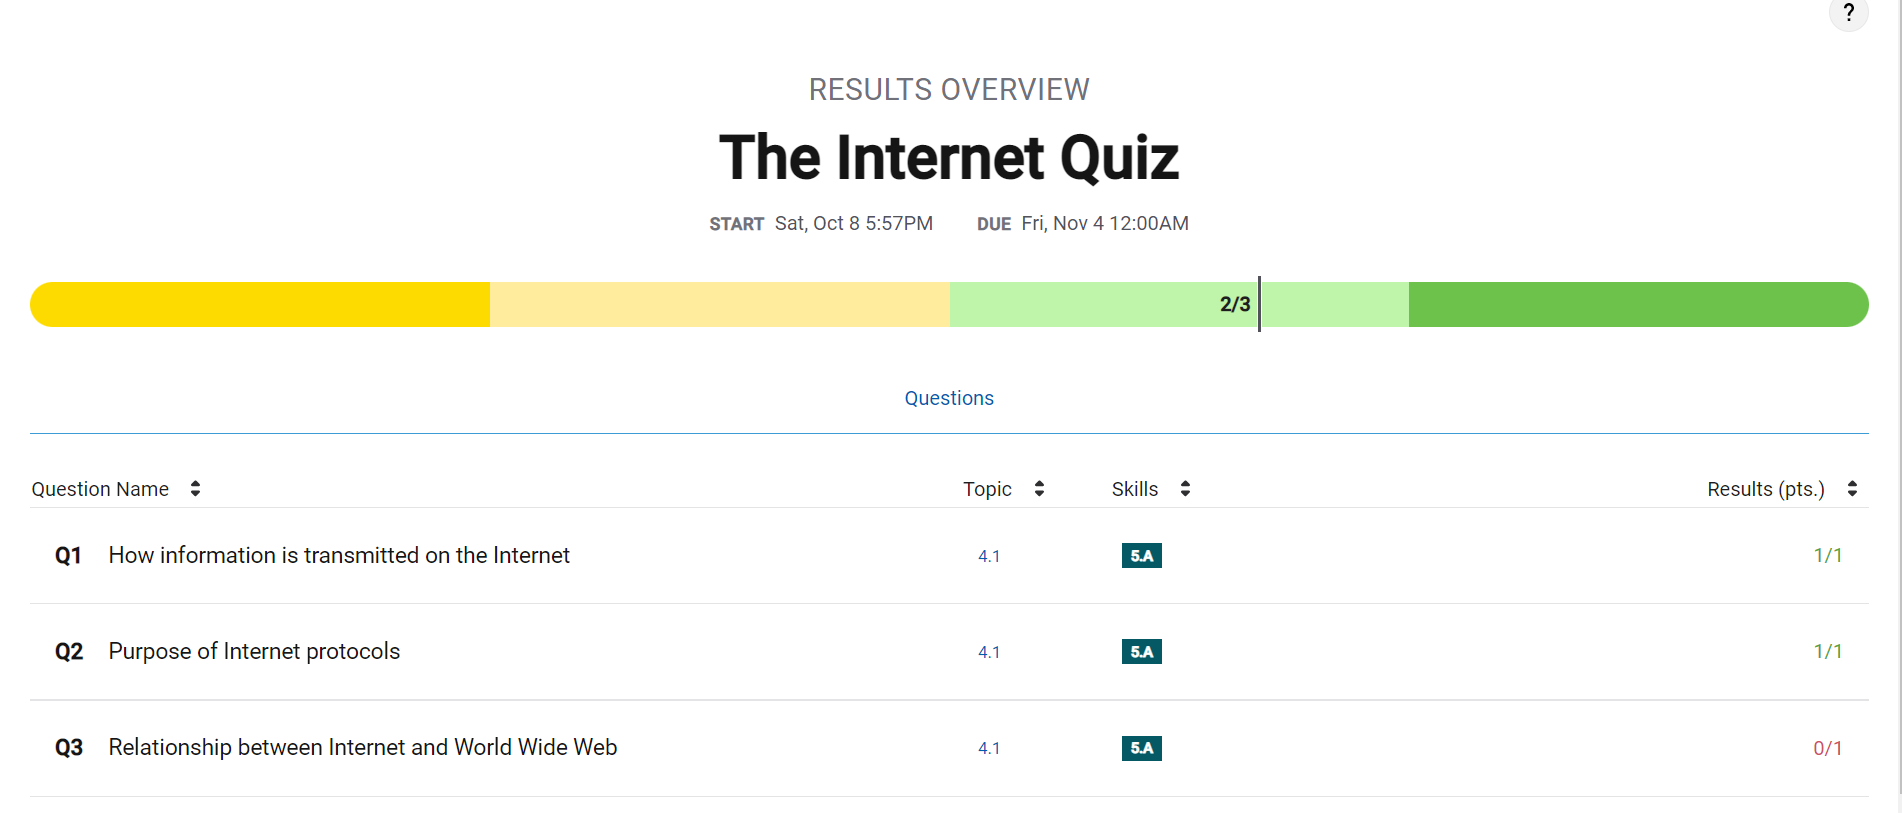 ?
RESULTS OVERVIEW
The Internet Quiz
START Sat, Oct 8 5:57PM DUE Fri, Nov 4 12:00AM
2/3
Questions
Question Name Topic Skills Results (pts.)
Q1 How information is transmitted on the Internet 4.1 5.A 1/1
Q2 Purpose of Internet protocols 4.1 5.A 1/1
Q3 Relationship between Internet and World Wide Web 4.1 5.A 0/1